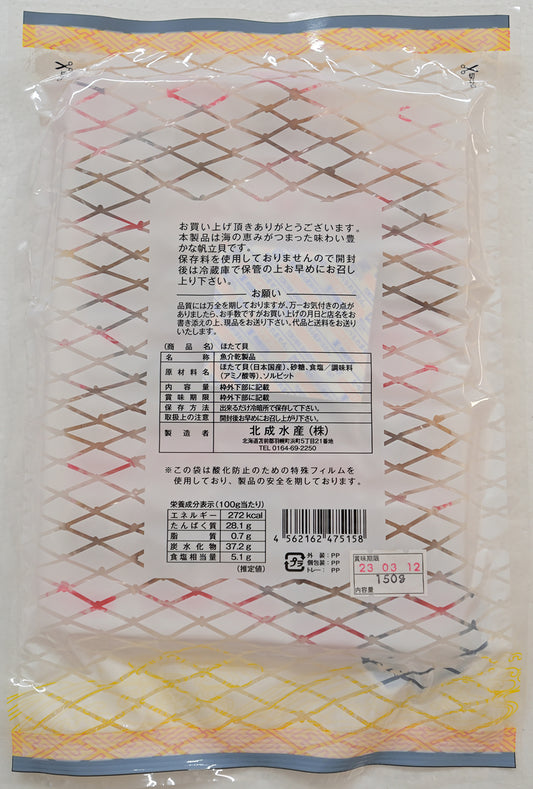 お買い上げ頂きありがとうございます。
本製品は海の恵みがつまった味わい豊
かな帆立貝です。
保存料を使用しておりませんので開封
後は冷蔵庫で保管の上お早めにお召し
上り下さい。
お願い
品質には万全を期しておりますが、万一お気付きの点が
ありましたら、お手数ですがお買い上げの月日と店名をお
書き添えの上、現品をお送り下さい。代品と送料をお送り
いたします。
(商品名) ほたて貝
名称 魚介乾製品
原材料名 ほたて貝(日本国産)、砂糖、食塩/調味料
(アミノ酸等)、ソルビット
内容量 枠外下部に記載
賞味期限 枠外下部に記載
保存方法 出来るだけ冷暗所で保存して下さい。
取扱上の注意 開封後お早めにお召し上がり下さい。
製造者 北成水産(株)
北海道苫前郡羽幌町浜町5丁目21番地
TEL 0164-69-2250
※この袋は酸化防止のための特殊フィルムを
使用しており、製品の安全を期しております。
栄養成分表示(100g当たり)
エネルギー 272 kcal
たんぱく質 28.1 g
脂質 0.7 g
炭水化物 37.2 g
食塩相当量 5.1 g
(推定値)
4 562162 475158
プラ
外装:PP
個包装:PP
トレー:PP
賞味期限
23 03 12
150g
内容量